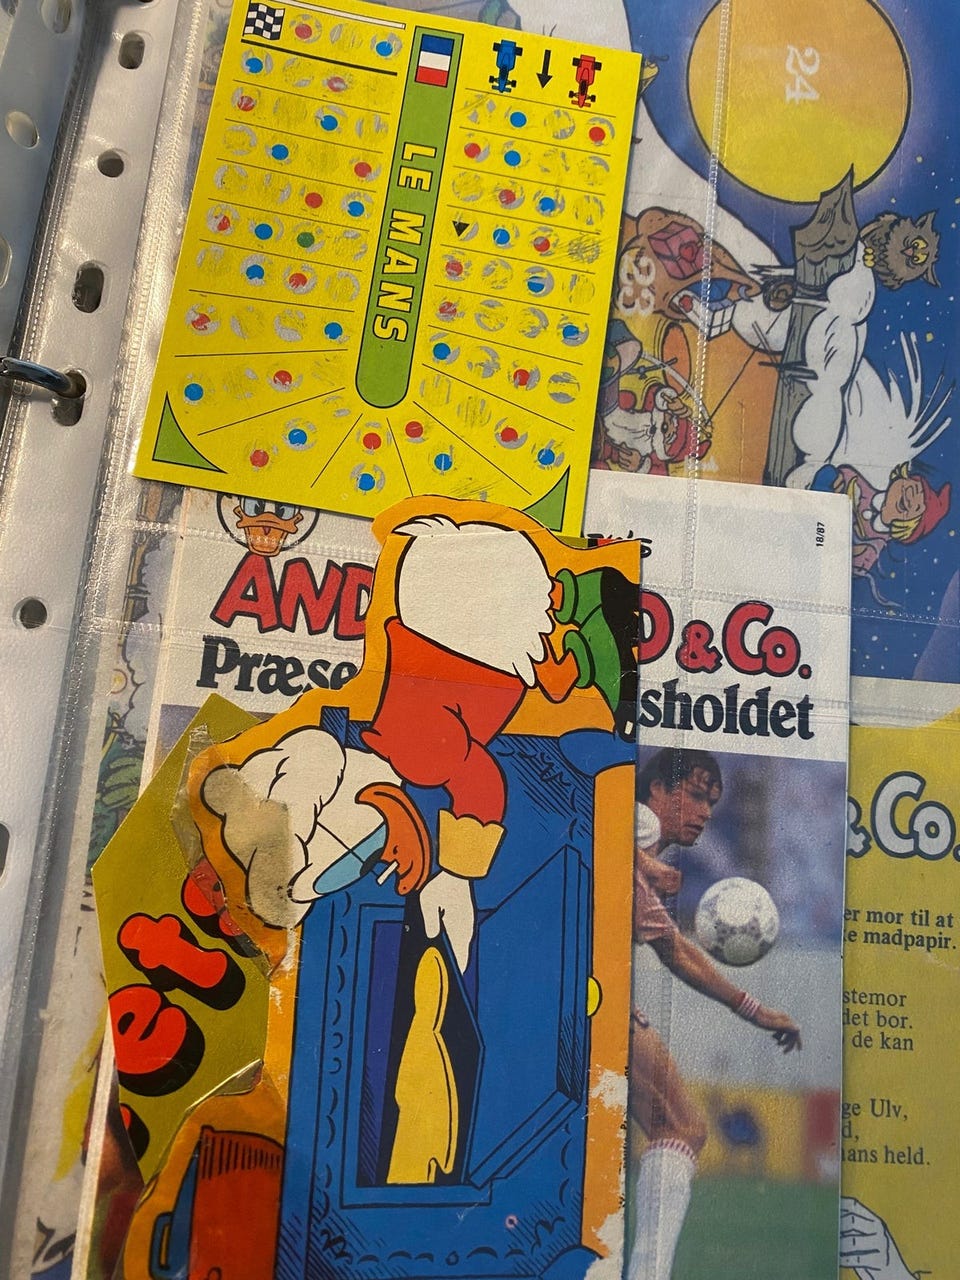 LE MANS
24
23
18/87
AND
D & Co.
Præse
sholdet
& Co.
er mor til at
e madpapir.
stemor
det bor.
de kan
ge Ulv,
d,
ans held.
et